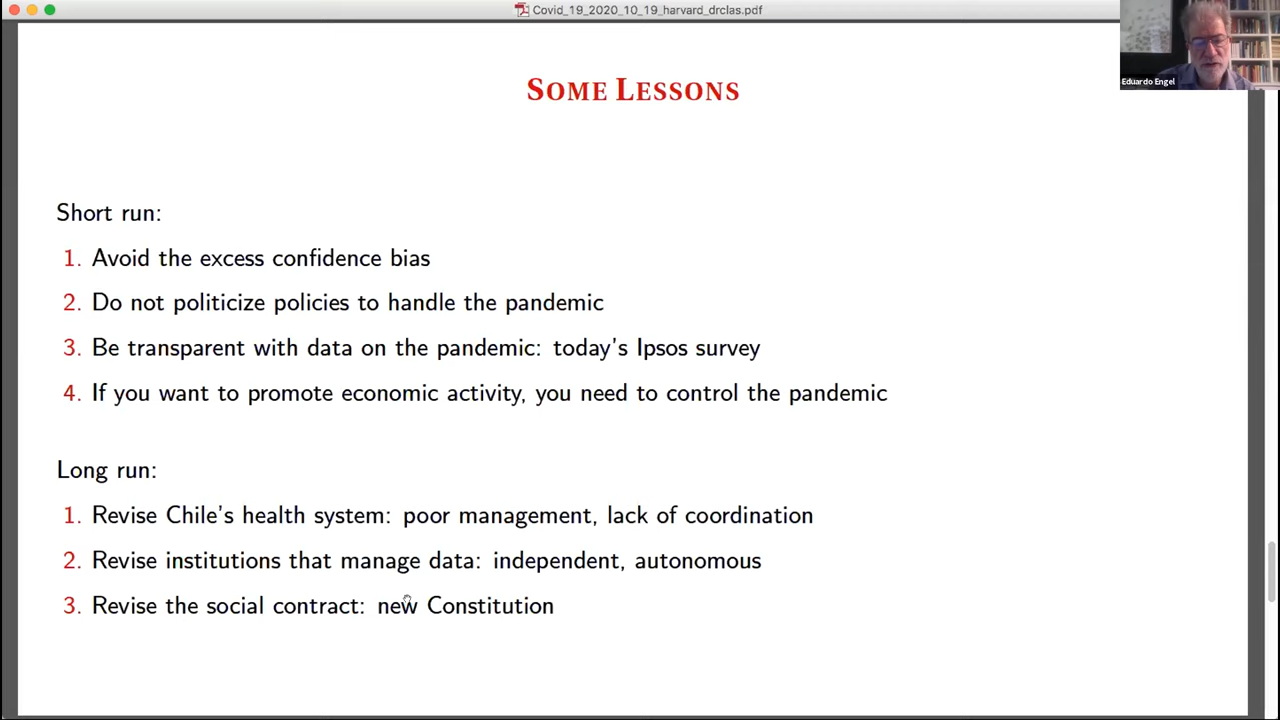 Covid_19_2020_10_19_harvard_drclas.pdf
Eduardo Engel
SOME LESSONS
Short run:
1. Avoid the excess confidence bias
2. Do not politicize policies to handle the pandemic
3. Be transparent with data on the pandemic: today's Ipsos survey
4. If you want to promote economic activity, you need to control the pandemic
Long run:
1. Revise Chile's health system: poor management, lack of coordination
2. Revise institutions that manage data: independent, autonomous
3. Revise the social contract: new Constitution